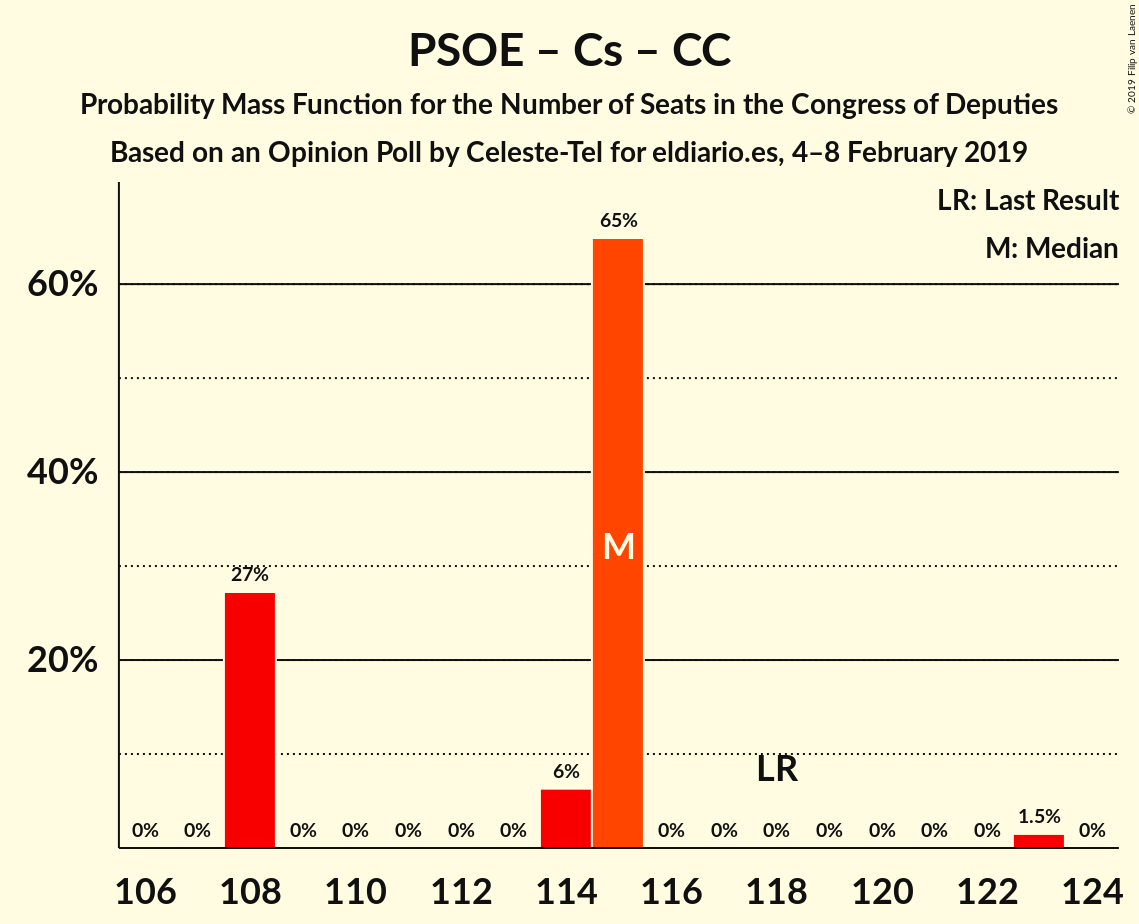 PSOE – Cs – CC
Probability Mass Function for the Number of Seats in the Congress of Deputies
Based on an Opinion Poll by Celeste-Tel for eldiario.es, 4–8 February 2019
© 2019 Filip van Laenen
LR: Last Result
M: Median
65%
60%
40%
M
27%
20%
LR
6%
1.5%
0% 0% 0% 0% 0% 0% 0% 0% 0% 0% 0% 0% 0% 0% 0%
106 108 110 112 114 116 118 120 122 124